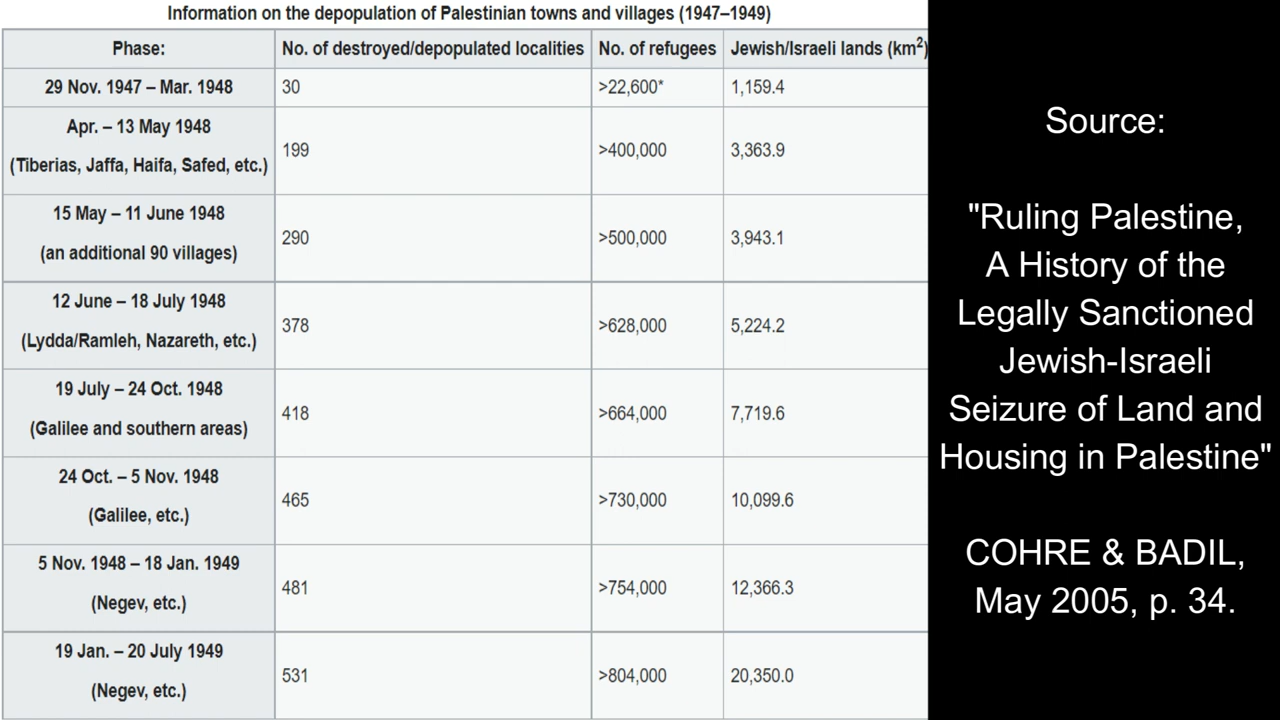 Information on the depopulation of Palestinian towns and villages (1947–1949)
Phase: No. of destroyed/depopulated localities No. of refugees Jewish/Israeli lands (km²)
29 Nov. 1947 – Mar. 1948 30 >22,600* 1,159.4
Apr. – 13 May 1948
(Tiberias, Jaffa, Haifa, Safed, etc.) 199 >400,000 3,363.9
15 May – 11 June 1948
(an additional 90 villages) 290 >500,000 3,943.1
12 June – 18 July 1948
(Lydda/Ramleh, Nazareth, etc.) 378 >628,000 5,224.2
19 July – 24 Oct. 1948
(Galilee and southern areas) 418 >664,000 7,719.6
24 Oct. – 5 Nov. 1948
(Galilee, etc.) 465 >730,000 10,099.6
5 Nov. 1948 – 18 Jan. 1949
(Negev, etc.) 481 >754,000 12,366.3
19 Jan. – 20 July 1949
(Negev, etc.) 531 >804,000 20,350.0
Source:
"Ruling Palestine,
A History of the
Legally Sanctioned
Jewish-Israeli
Seizure of Land and
Housing in Palestine"
COHRE & BADIL,
May 2005, p. 34.